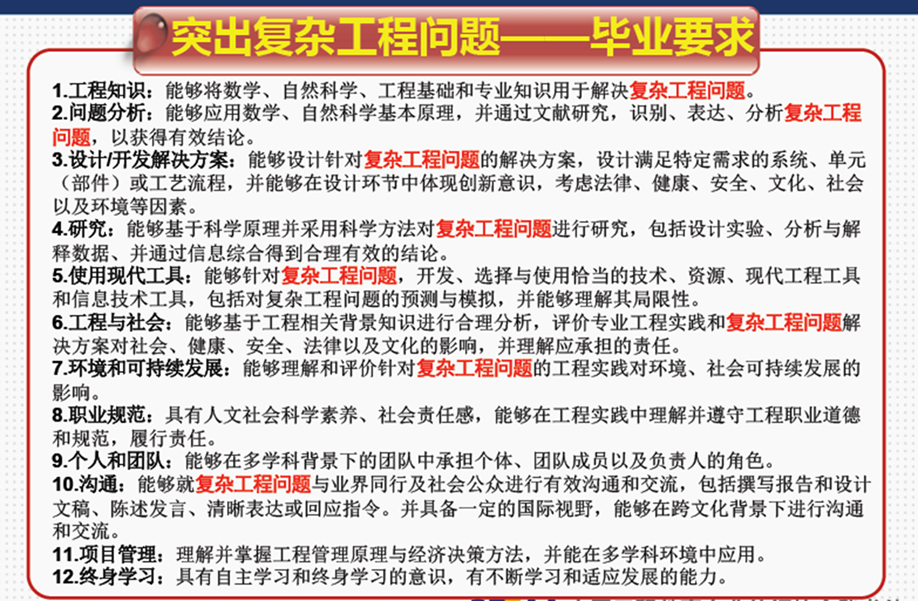 突出复杂工程问题——毕业要求
1.工程知识：能够将数学、自然科学、工程基础和专业知识用于解决复杂工程问题。
2.问题分析：能够应用数学、自然科学基本原理，并通过文献研究，识别、表达、分析复杂工程
问题，以获得有效结论。
3.设计/开发解决方案：能够设计针对复杂工程问题的解决方案，设计满足特定需求的系统、单元
（部件）或工艺流程，并能够在设计环节中体现创新意识，考虑法律、健康、安全、文化、社会
以及环境等因素。
4.研究：能够基于科学原理并采用科学方法对复杂工程问题进行研究，包括设计实验、分析与解
释数据、并通过信息综合得到合理有效的结论。
5.使用现代工具：能够针对复杂工程问题，开发、选择与使用恰当的技术、资源、现代工程工具
和信息技术工具，包括对复杂工程问题的预测与模拟，并能够理解其局限性。
6.工程与社会：能够基于工程相关背景知识进行合理分析，评价专业工程实践和复杂工程问题解
决方案对社会、健康、安全、法律以及文化的影响，并理解应承担的责任。
7.环境和可持续发展：能够理解和评价针对复杂工程问题的工程实践对环境、社会可持续发展的
影响。
8.职业规范：具有人文社会科学素养、社会责任感，能够在工程实践中理解并遵守工程职业道德
和规范，履行责任。
9.个人和团队：能够在多学科背景下的团队中承担个体、团队成员以及负责人的角色。
10.沟通：能够就复杂工程问题与业界同行及社会公众进行有效沟通和交流，包括撰写报告和设计
文稿、陈述发言、清晰表达或回应指令。并具备一定的国际视野，能够在跨文化背景下进行沟通
和交流。
11.项目管理：理解并掌握工程管理原理与经济决策方法，并能在多学科环境中应用。
12.终身学习：具有自主学习和终身学习的意识，有不断学习和适应发展的能力。